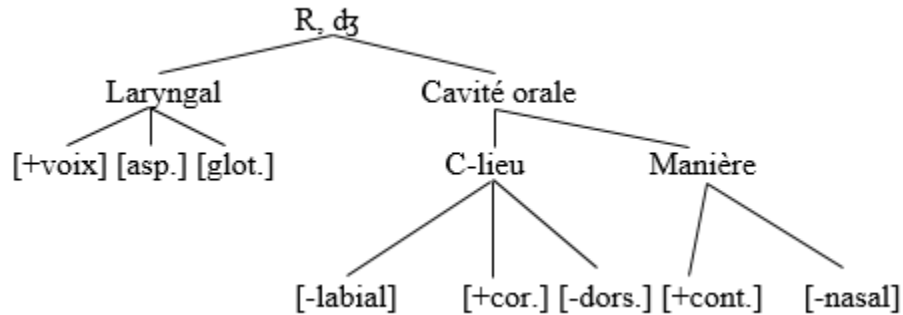 R, ʤ
Laryngal Cavité orale
[+voix] [asp.] [glot.] C-lieu Manière
[-labial] [+cor.] [-dors.] [+cont.] [-nasal]